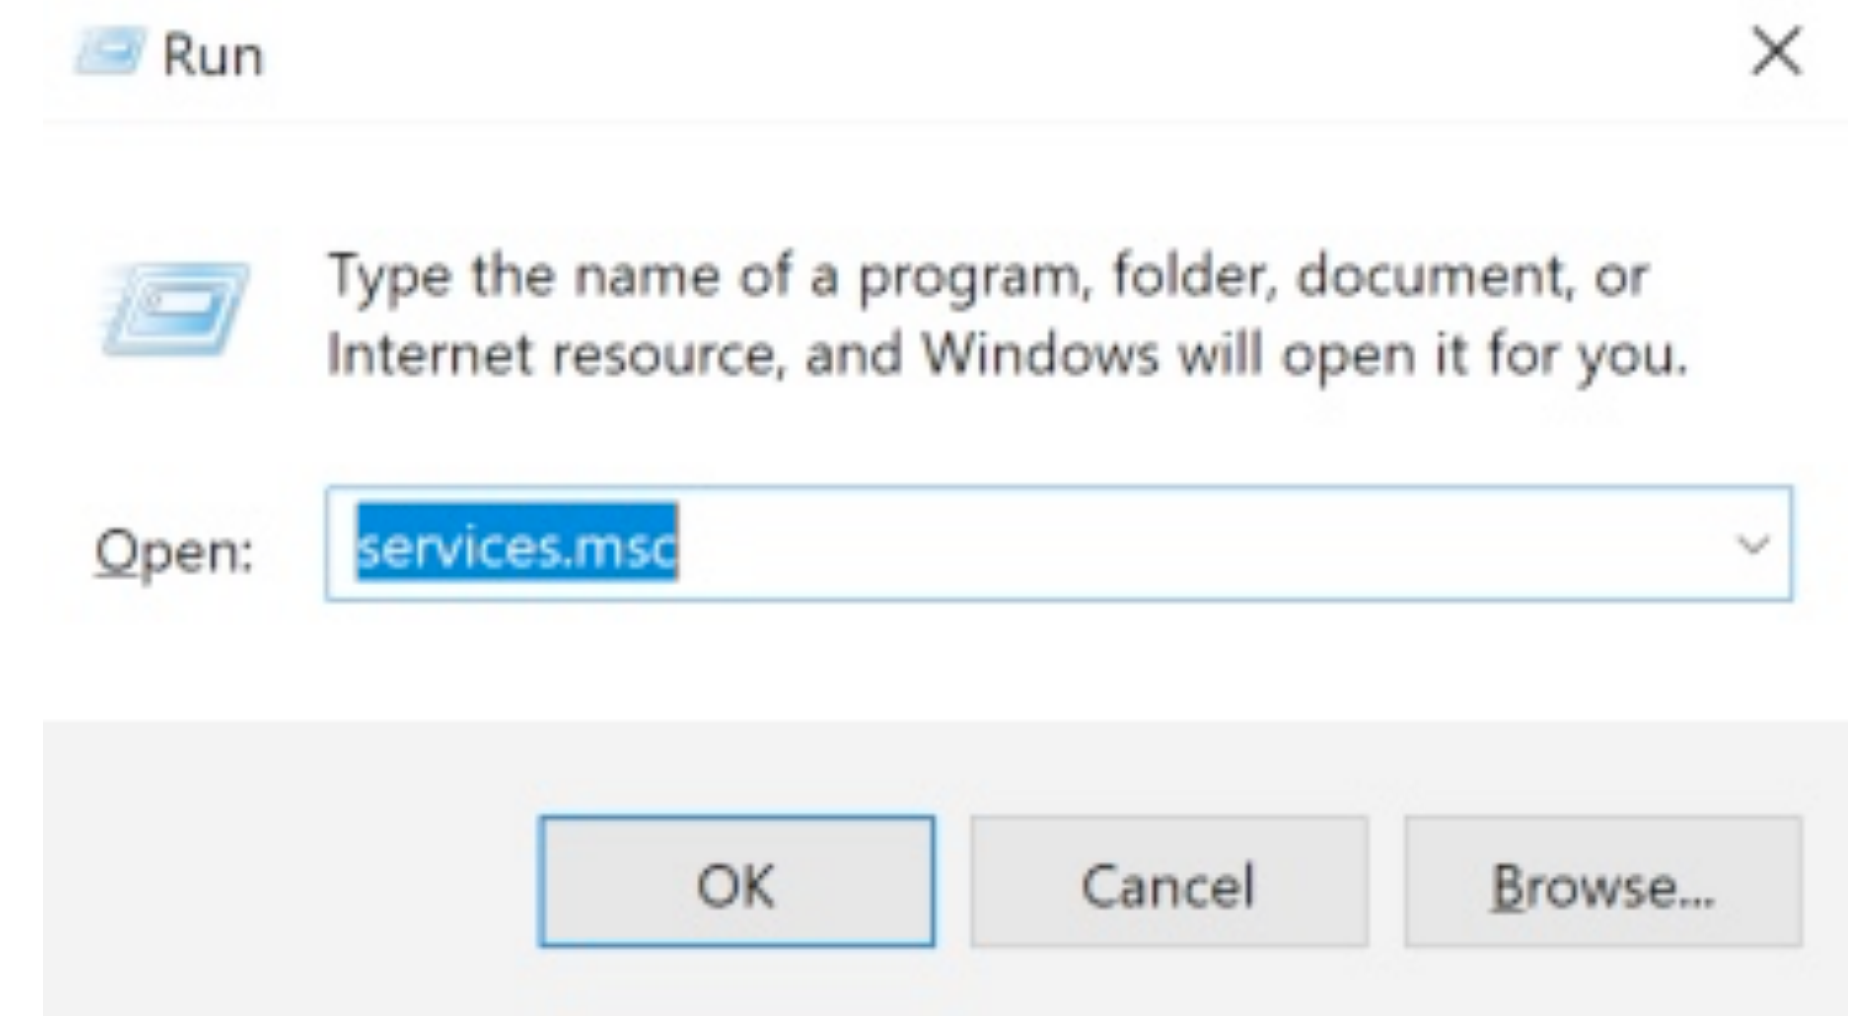 Run
Type the name of a program, folder, document, or
Internet resource, and Windows will open it for you.
Open: services.msc
OK Cancel Browse...